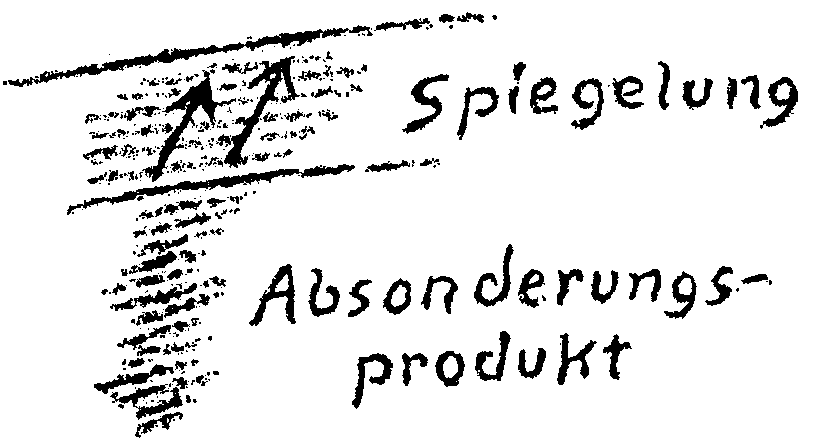 Spiegelung
Absonderungs-
produkt